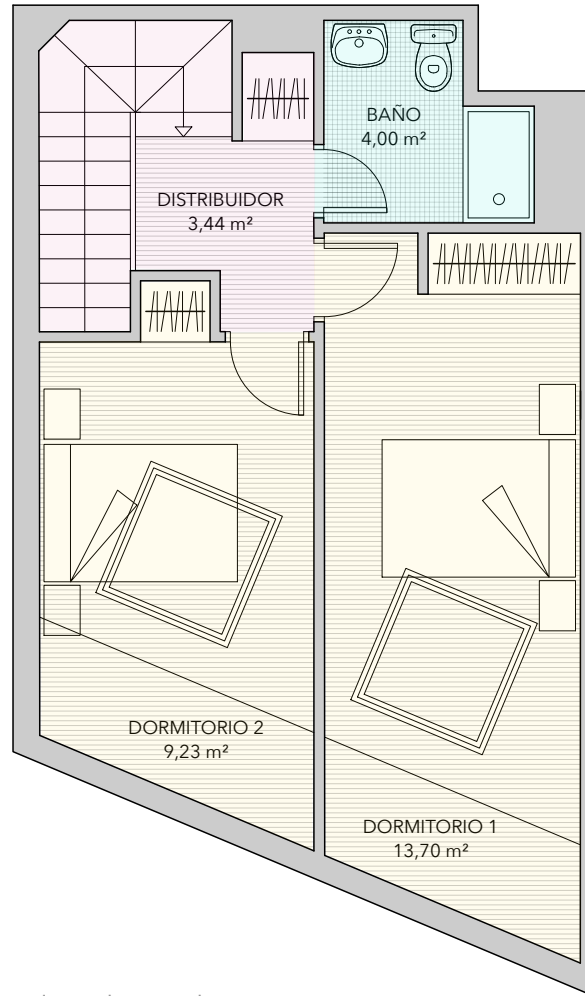 BAÑO
4,00 m²
DISTRIBUIDOR
3,44 m²
DORMITORIO 2
9,23 m²
DORMITORIO 1
13,70 m²